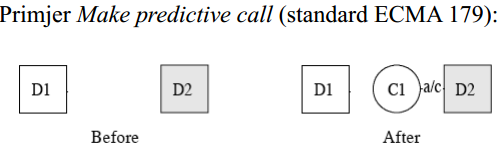 Primjer Make predictive call (standard ECMA 179):
D1 D2 D1 C1 a/c D2
Before After